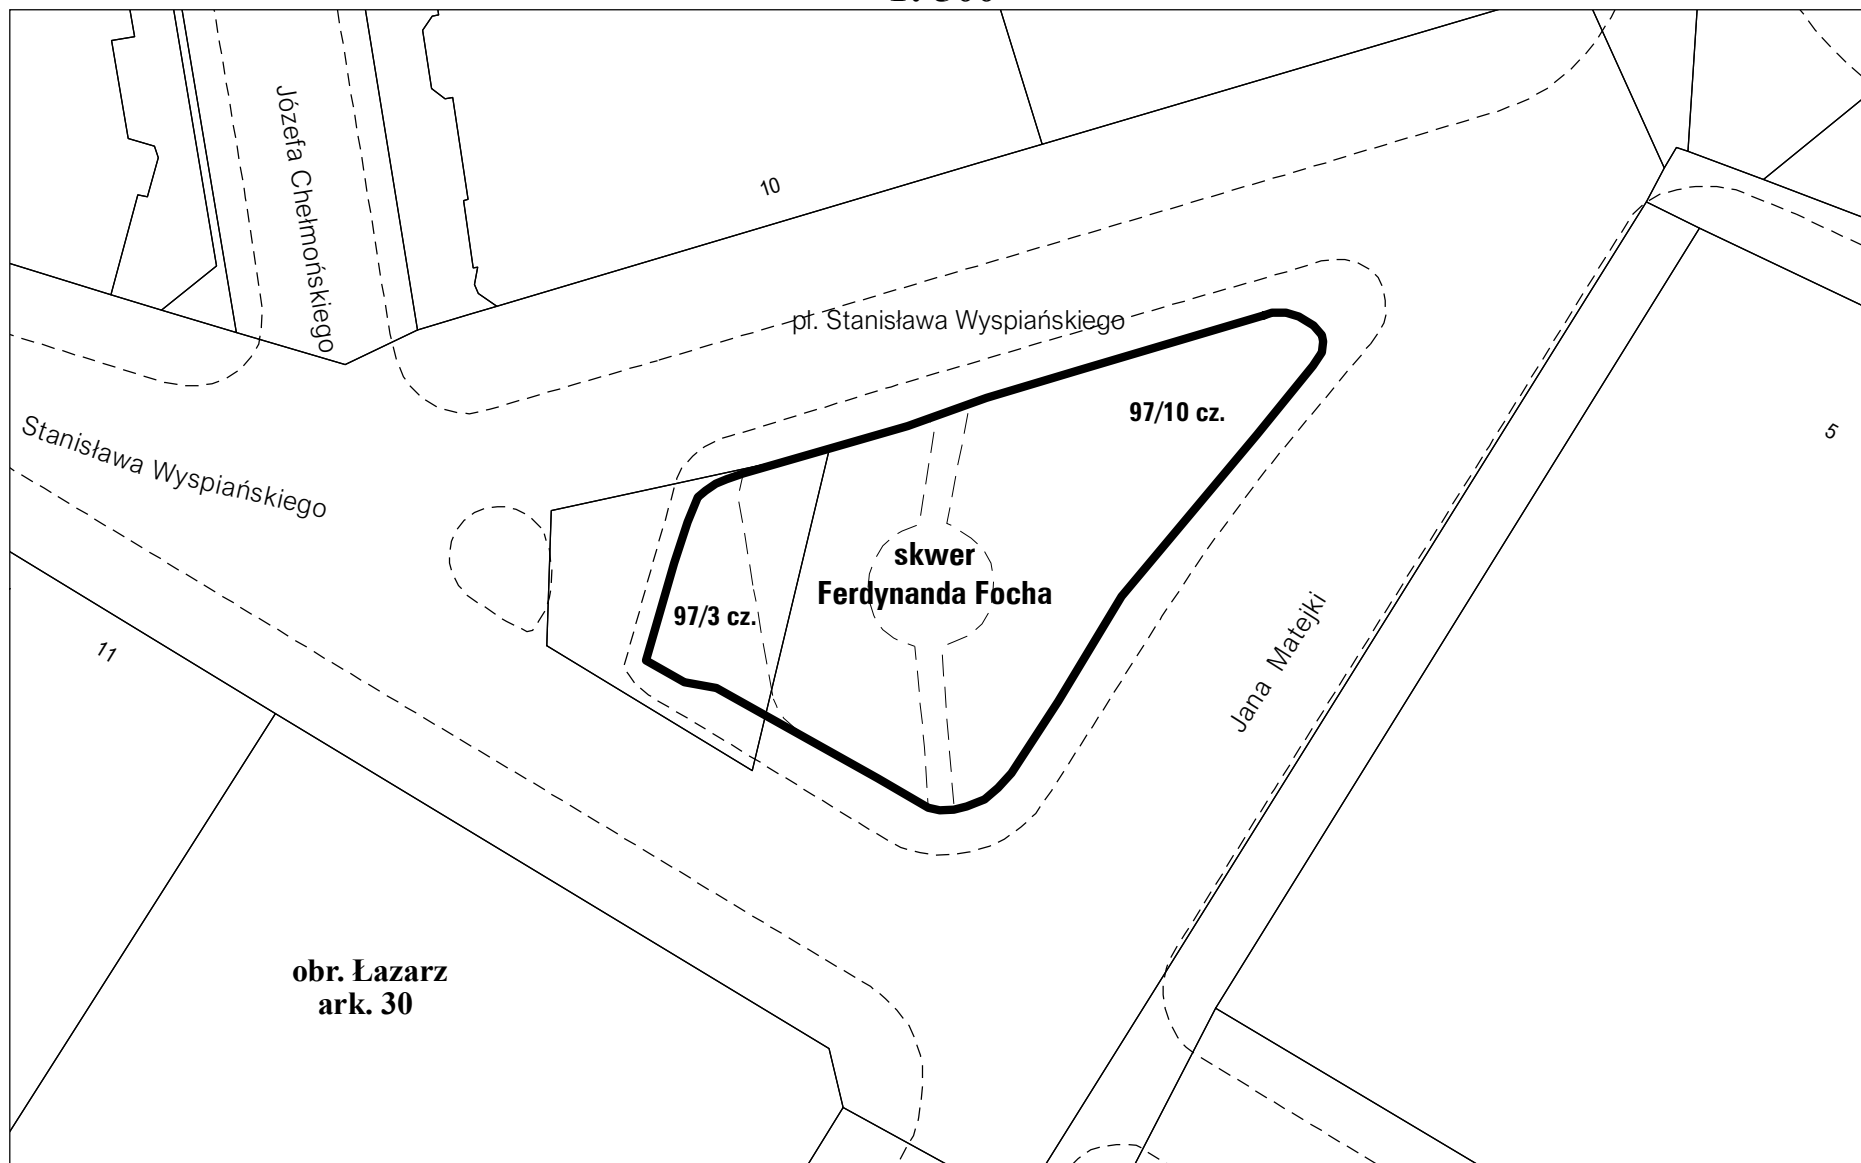 Józefa Chełmońskiego
10
pl. Stanisława Wyspiańskiego
97/10 cz.
5
Stanisława Wyspiańskiego
skwer
Ferdynanda Focha
97/3 cz.
11
Jana Matejki
obr. Łazarz
ark. 30